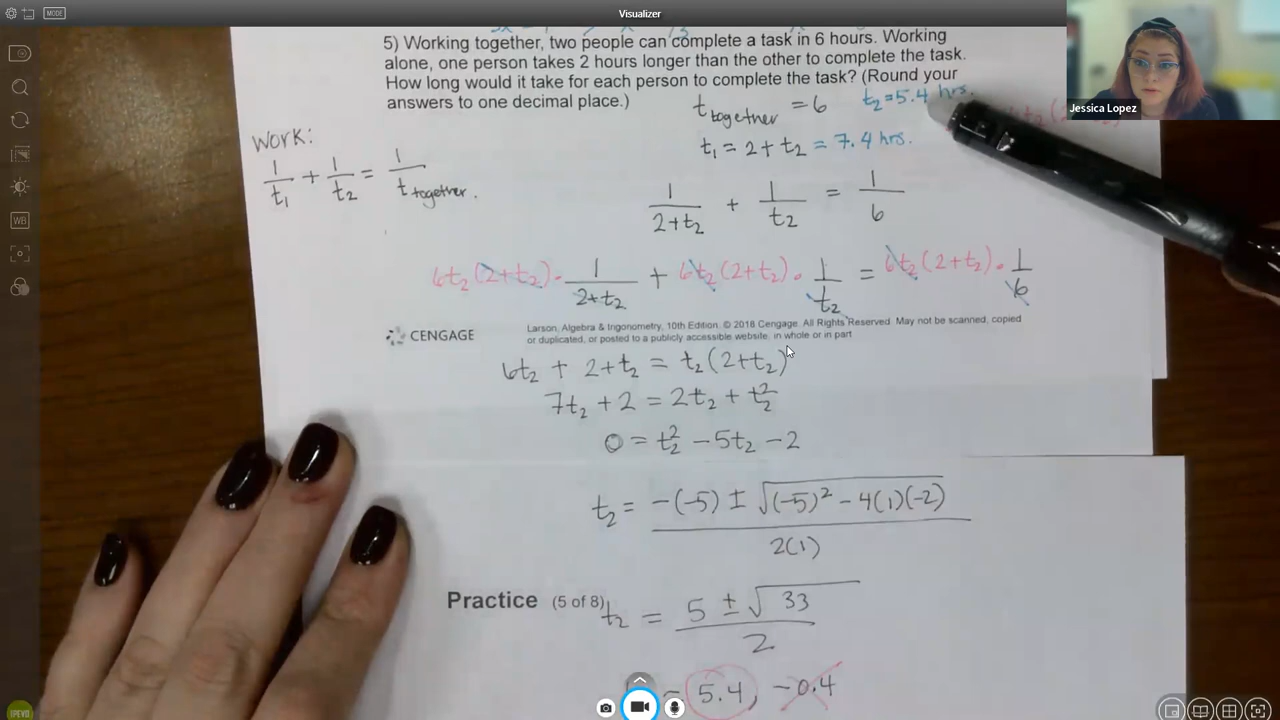 MODE
Visualizer
5) Working together, two people can complete a task in 6 hours. Working
alone, one person takes 2 hours longer than the other to complete the task.
How long would it take for each person to complete the task? (Round your
answers to one decimal place.)
t together = 6
t₂ = 5.4 hrs.
Jessica Lopez
t₁ = 2 + t₂ = 7.4 hrs.
Work:
1/t₁ + 1/t₂ = 1/t together.
1/(2+t₂) + 1/t₂ = 1/6
6t₂(2+t₂) · 1/(2+t₂) + 6t₂(2+t₂) · 1/t₂ = 6t₂(2+t₂) · 1/6
CENGAGE
Larson, Algebra & Trigonometry, 10th Edition. © 2018 Cengage. All Rights Reserved. May not be scanned, copied
or duplicated, or posted to a publicly accessible website, in whole or in part
6t₂ + 2+t₂ = t₂(2+t₂)
7t₂ + 2 = 2t₂ + t₂²
0 = t₂² - 5t₂ - 2
t₂ = (-(-5) ± √((-5)² - 4(1)(-2))) / 2(1)
Practice (5 of 8)
t₂ = (5 ± √33) / 2
5.4, -0.4
WB
IPEVO